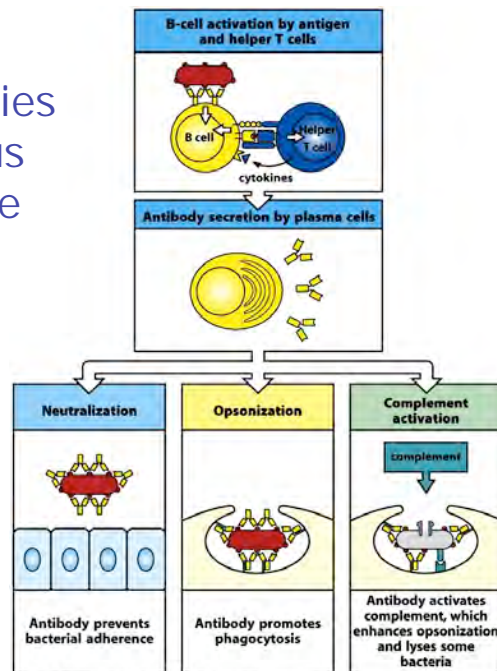 ies
us
e
B-cell activation by antigen
and helper T cells
B cell
Helper
T cell
cytokines
Antibody secretion by plasma cells
Neutralization
Opsonization
Complement
activation
complement
Antibody prevents
bacterial adherence
Antibody promotes
phagocytosis
Antibody activates
complement, which
enhances opsonization
and lyses some
bacteria